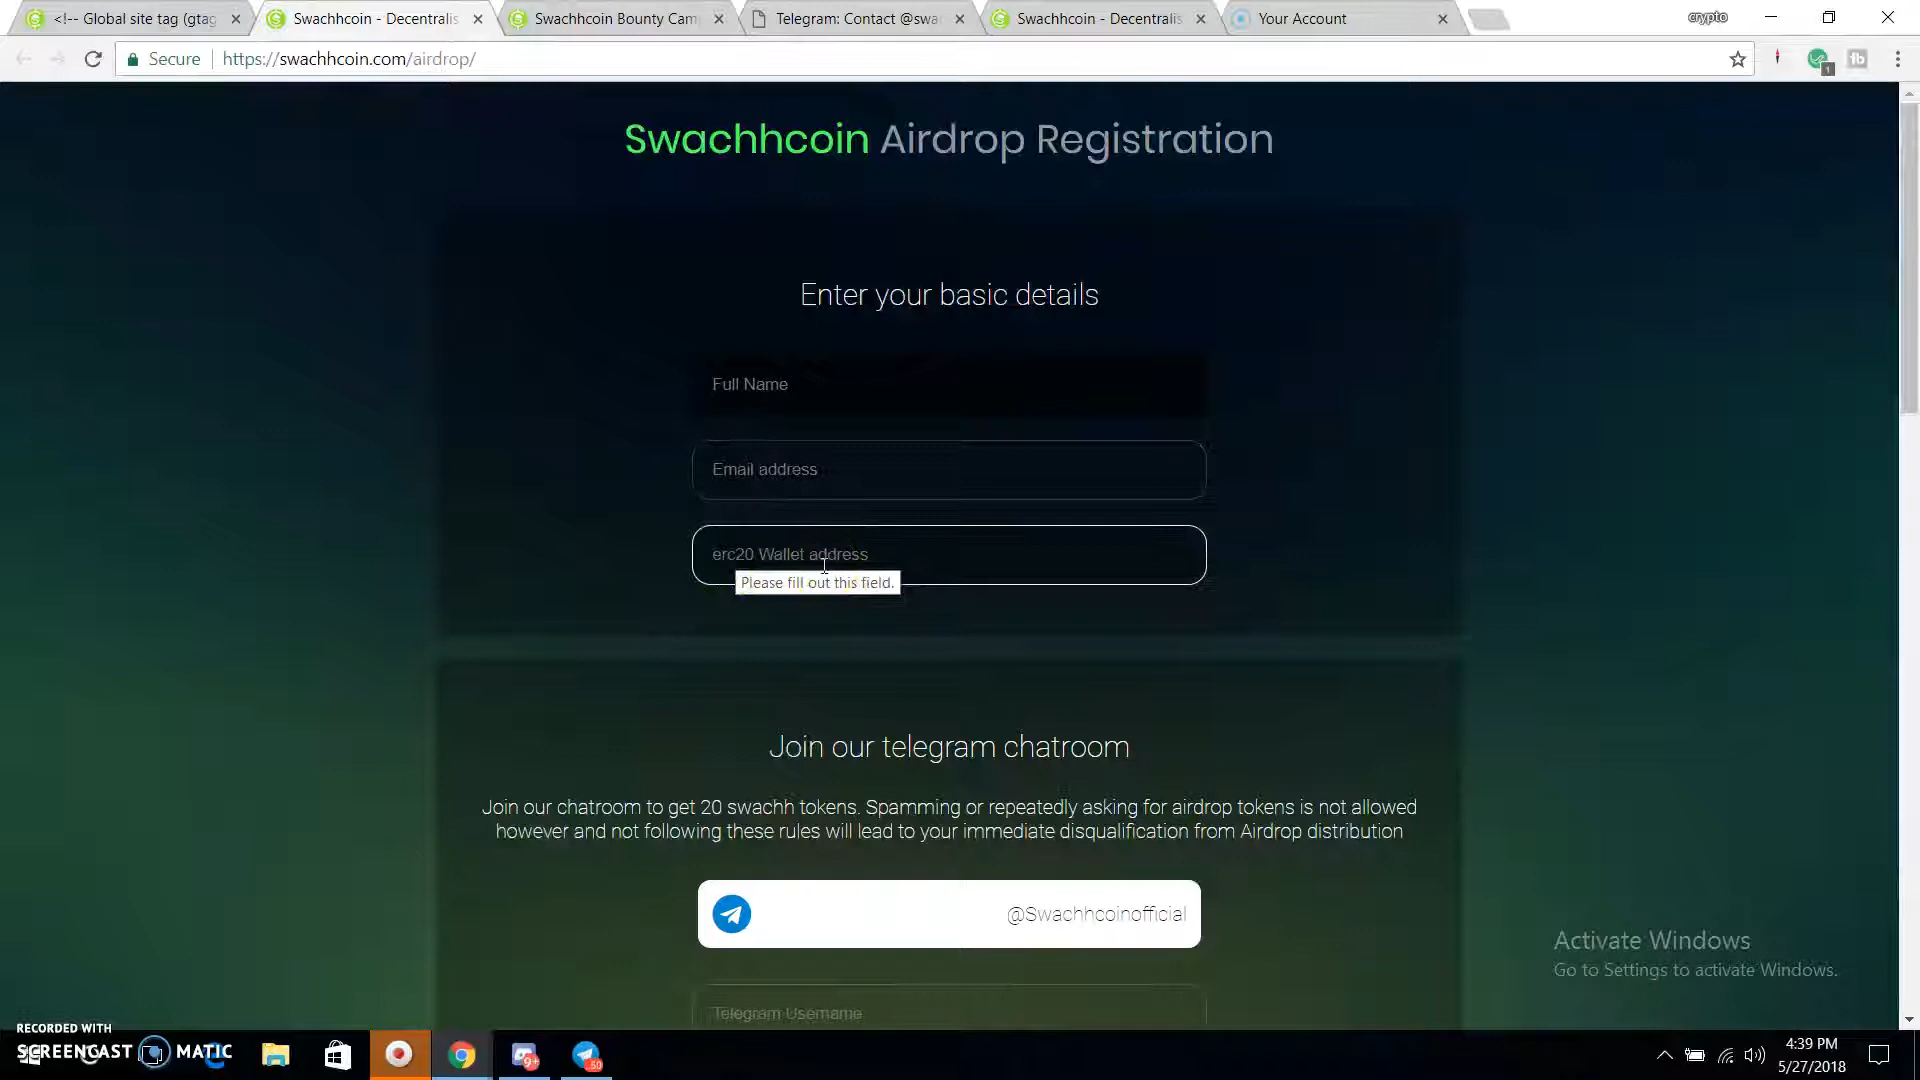 <!-- Global site tag (gtag
Swachhcoin - Decentralis
Swachhcoin Bounty Cam
Telegram: Contact @swa
Swachhcoin - Decentralis
Your Account
crypto
Secure
https://swachhcoin.com/airdrop/
1
Swachhcoin Airdrop Registration
Enter your basic details
Full Name
Email address
erc20 Wallet address
Please fill out this field.
Join our telegram chatroom
Join our chatroom to get 20 swachh tokens. Spamming or repeatedly asking for airdrop tokens is not allowed
however and not following these rules will lead to your immediate disqualification from Airdrop distribution
@Swachhcoinofficial
Telegram Username
Activate Windows
Go to Settings to activate Windows.
RECORDED WITH
SCREENCAST MATIC
9+
50
4:39 PM
5/27/2018